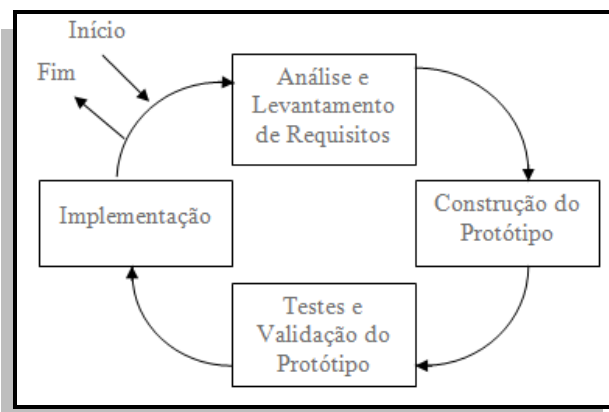 Início
Fim
Análise e
Levantamento
de Requisitos
Construção do
Protótipo
Testes e
Validação do
Protótipo
Implementação